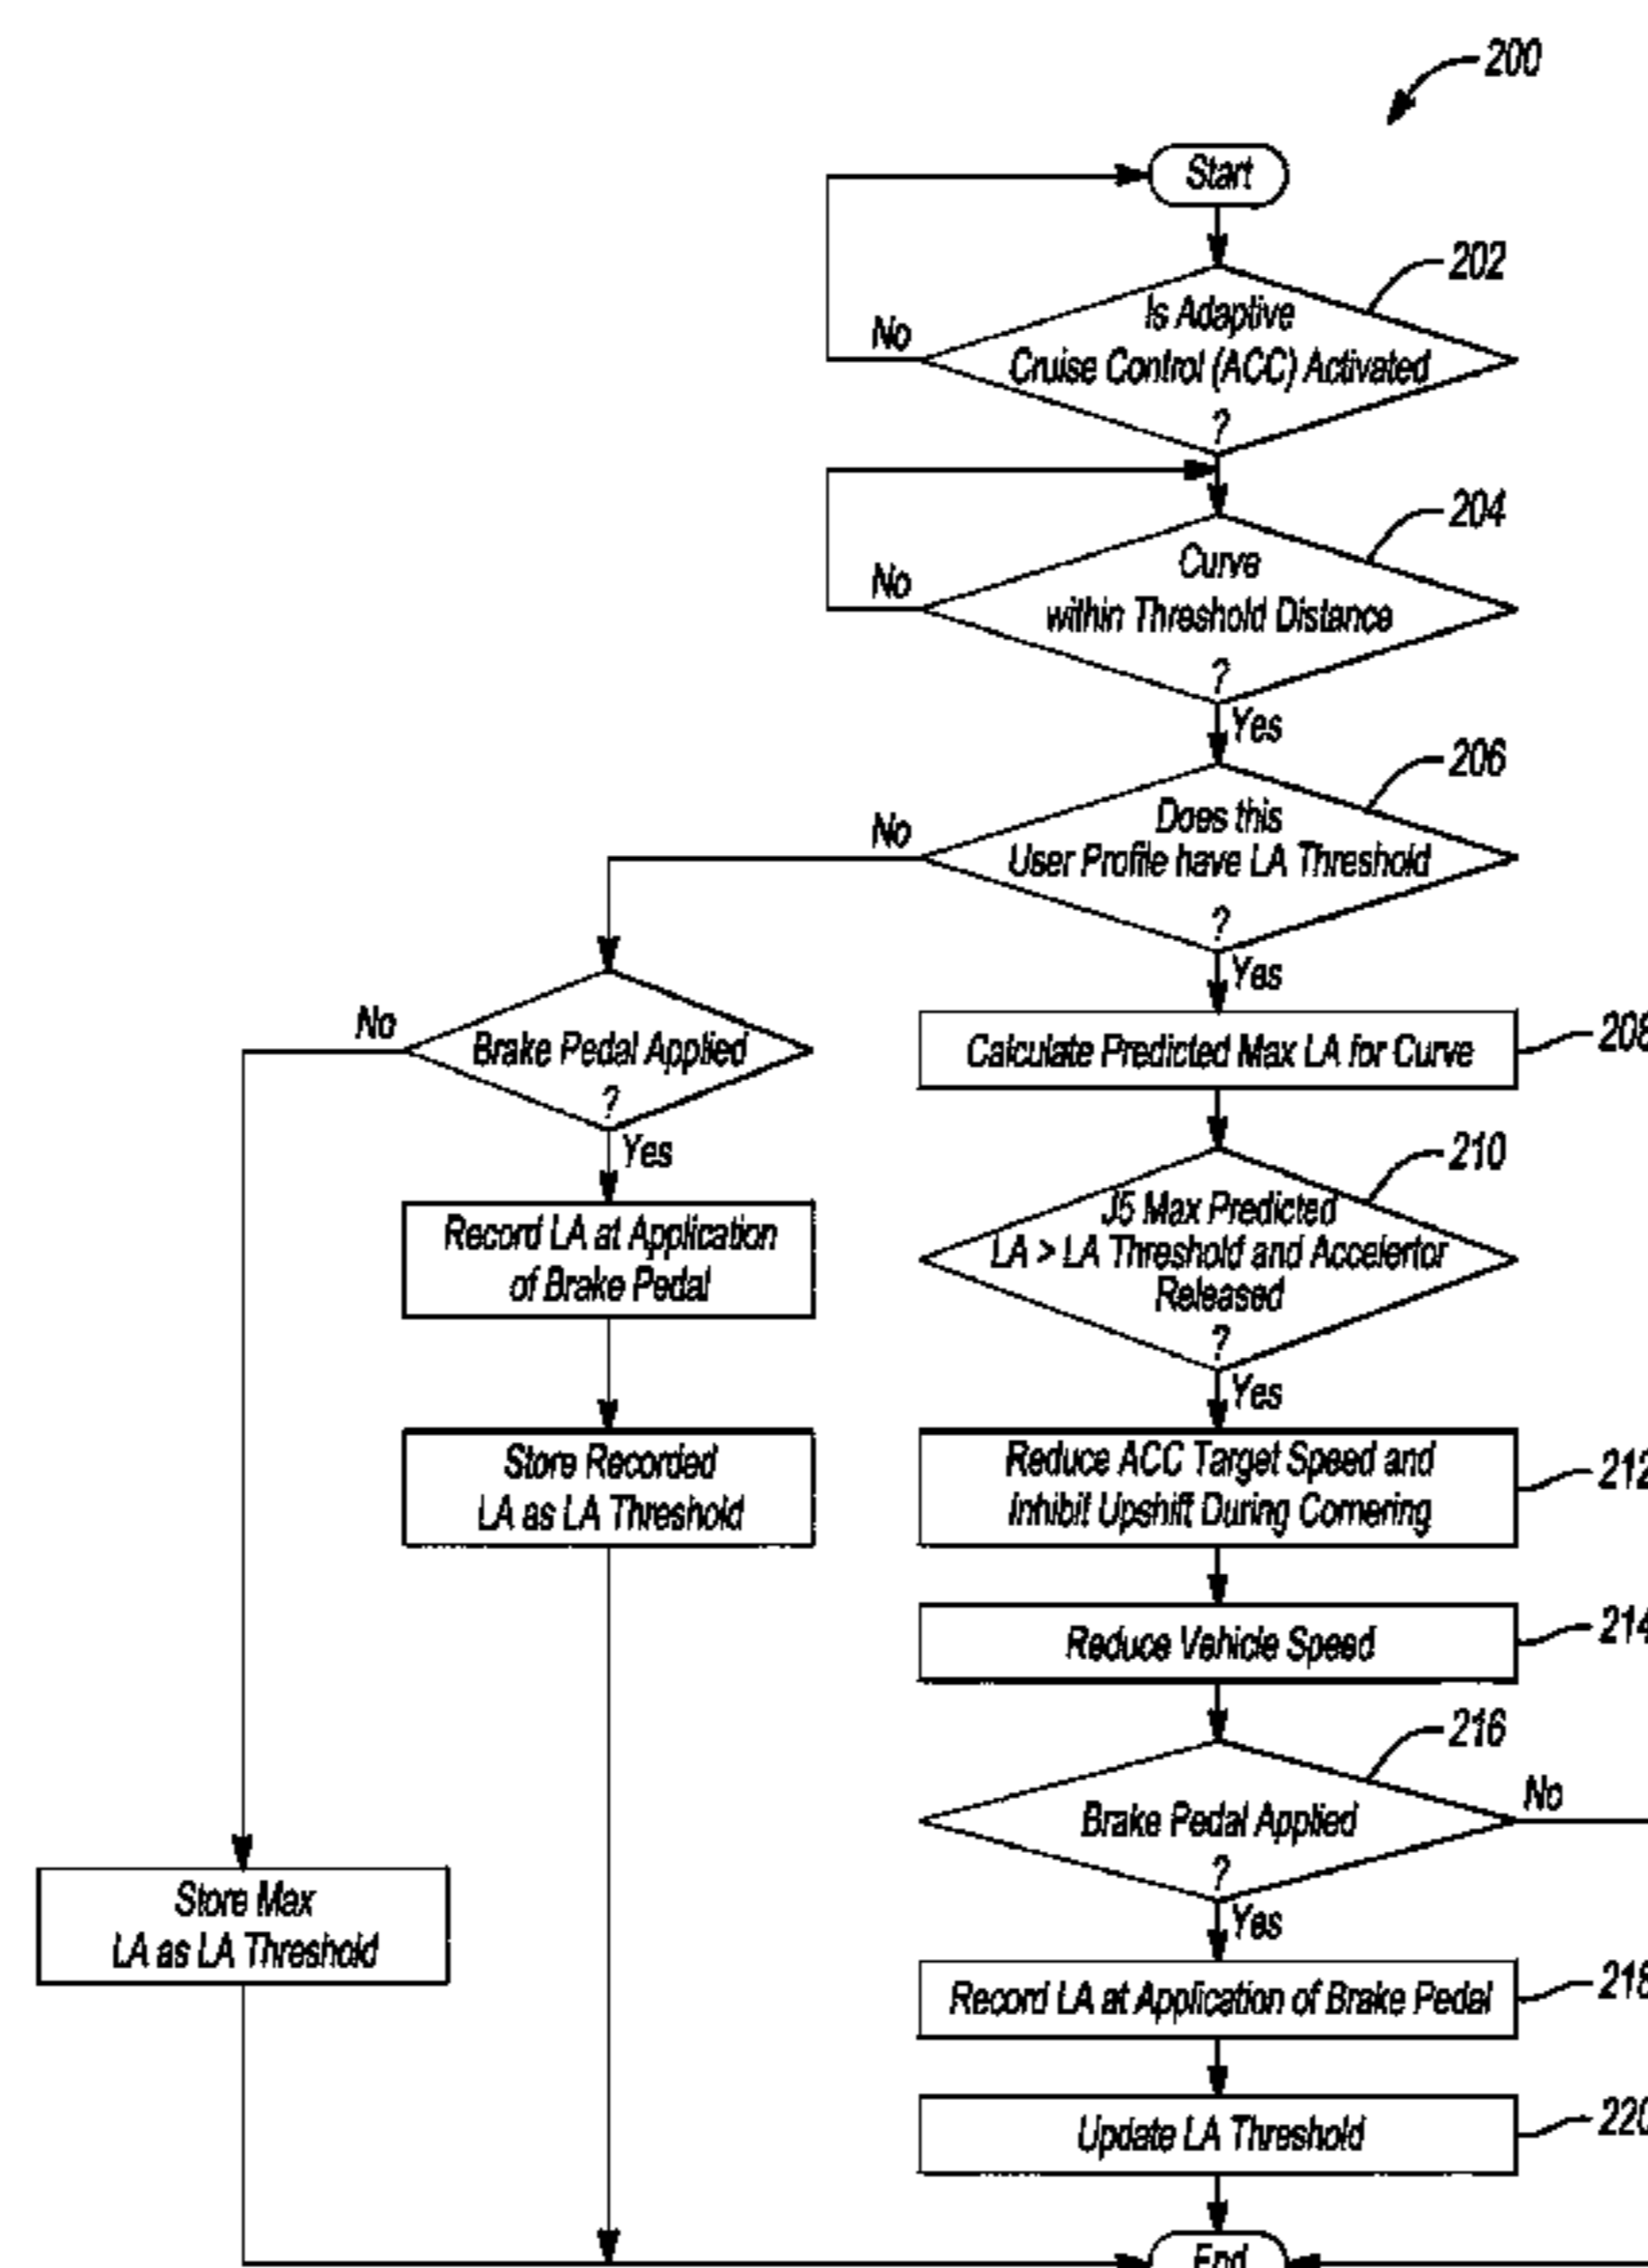 200
Start
202
Is Adaptive
Cruise Control (ACC) Activated
?
No
204
Curve
within Threshold Distance
?
No
Yes
206
Does this
User Profile have LA Threshold
?
No
Yes
Brake Pedal Applied
?
No
Yes
Record LA at Application
of Brake Pedal
Store Recorded
LA as LA Threshold
Store Max
LA as LA Threshold
Calculate Predicted Max LA for Curve
208
210
J5 Max Predicted
LA > LA Threshold and Accelertor
Released
?
Yes
Reduce ACC Target Speed and
Inhibit Upshift During Cornering
212
Reduce Vehicle Speed
214
216
Brake Pedal Applied
?
No
Yes
Record LA at Application of Brake Pedal
218
Update LA Threshold
220
End